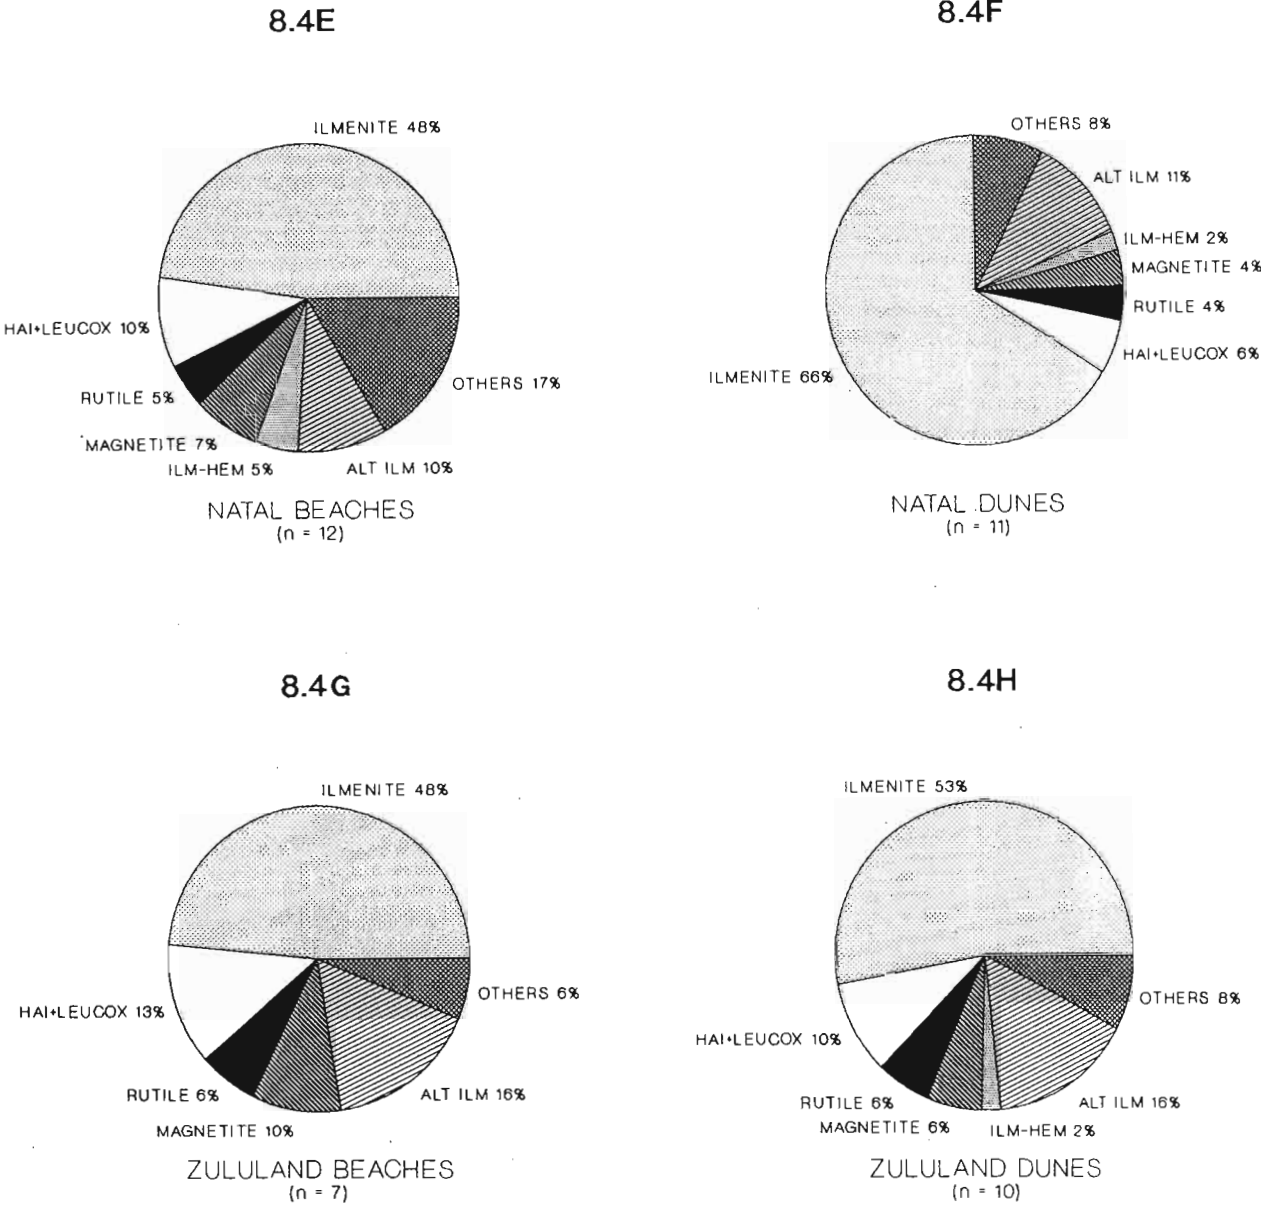 8.4E
ILMENITE 48%
HAI+LEUCOX 10%
RUTILE 5%
MAGNETITE 7%
ILM-HEM 5%
ALT ILM 10%
OTHERS 17%
NATAL BEACHES
(n = 12)
8.4F
OTHERS 8%
ALT ILM 11%
ILM-HEM 2%
MAGNETITE 4%
RUTILE 4%
HAI+LEUCOX 6%
ILMENITE 66%
NATAL DUNES
(n = 11)
8.4G
ILMENITE 48%
HAI+LEUCOX 13%
RUTILE 6%
MAGNETITE 10%
ALT ILM 16%
OTHERS 6%
ZULULAND BEACHES
(n = 7)
8.4H
ILMENITE 53%
HAI+LEUCOX 10%
RUTILE 6%
MAGNETITE 6%
ILM-HEM 2%
ALT ILM 16%
OTHERS 8%
ZULULAND DUNES
(n = 10)